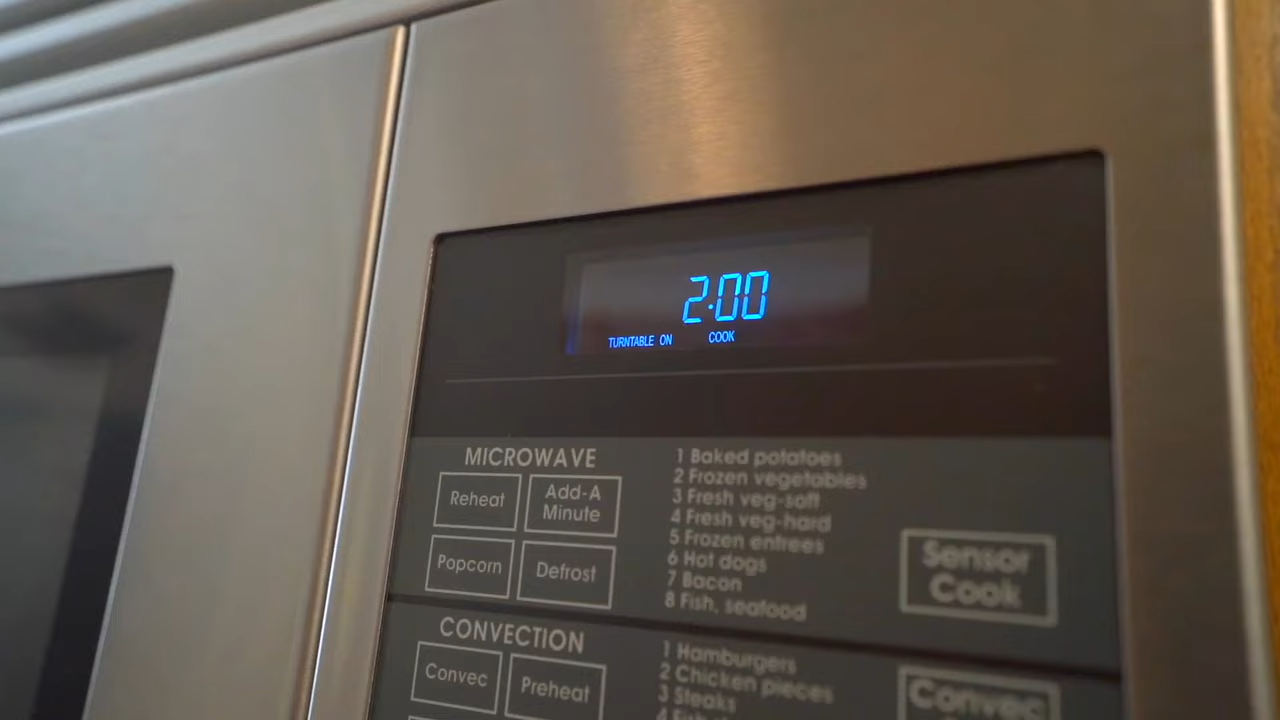 2:00
TURNTABLE ON COOK
MICROWAVE
Reheat
Add-A
Minute
Popcorn
Defrost
1 Baked potatoes
2 Frozen vegetables
3 Fresh veg-soft
4 Fresh veg-hard
5 Frozen entrees
6 Hot dogs
7 Bacon
8 Fish, seafood
Sensor
Cook
CONVECTION
Convec
Preheat
1 Hamburgers
2 Chicken pieces
3 Steaks
Convec